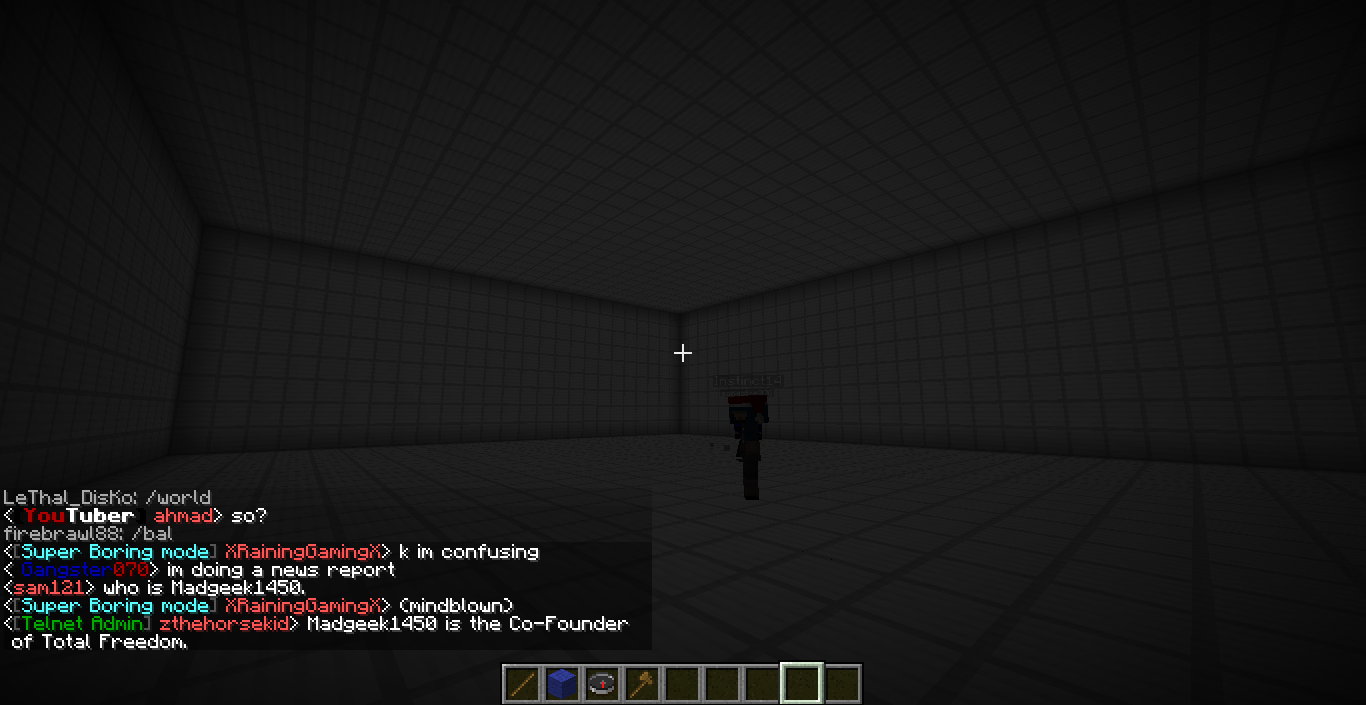 LeThal_DisKo: /world
< YouTuber ahmad> so?
firebrawl88: /bal
<[Super Boring mode] XRainingGamingX> k im confusing
< Gangster070> im doing a news report
<sam121> who is Madgeek1450.
<[Super Boring mode] XRainingGamingX> (mindblown)
<[Telnet Admin] zthehorsekid> Madgeek1450 is the Co-Founder
of Total Freedom.